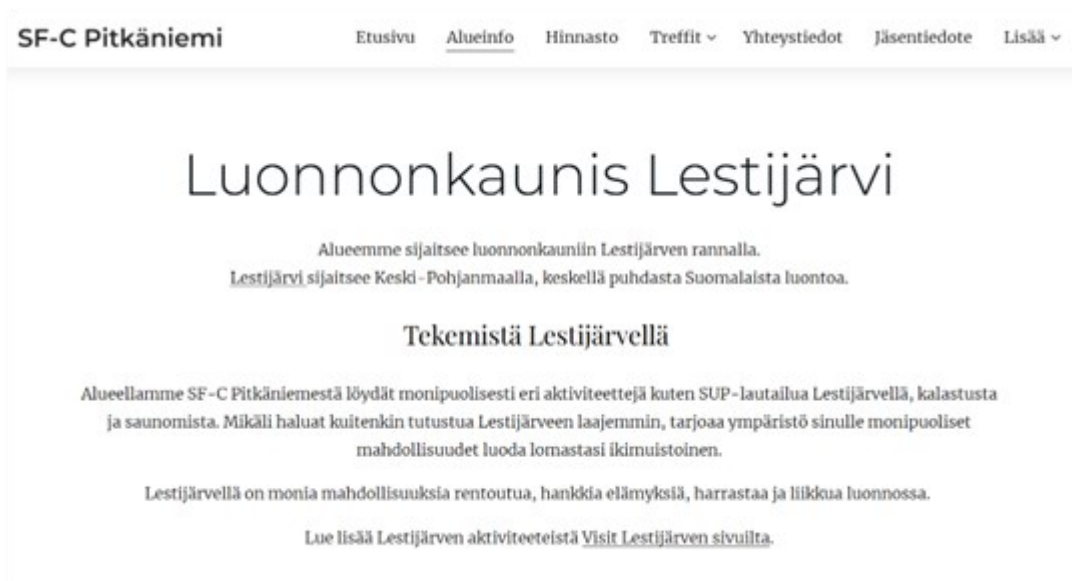 SF-C Pitkäniemi
Etusivu Alueinfo Hinnasto Treffit Yhteystiedot Jäsentiedote Lisää
Luonnonkaunis Lestijärvi
Alueemme sijaitsee luonnonkauniin Lestijärven rannalla.
Lestijärvi sijaitsee Keski-Pohjanmaalla, keskellä puhdasta Suomalaista luontoa.
Tekemistä Lestijärvellä
Alueellamme SF-C Pitkäniemestä löydät monipuolisesti eri aktiviteettejä kuten SUP-lautailua Lestijärvellä, kalastusta
ja saunomista. Mikäli haluat kuitenkin tutustua Lestijärveen laajemmin, tarjoaa ympäristö sinulle monipuoliset
mahdollisuudet luoda lomastasi ikimuistoinen.
Lestijärvellä on monia mahdollisuuksia rentoutua, hankkia elämyksiä, harrastaa ja liikkua luonnossa.
Lue lisää Lestijärven aktiviteeteistä Visit Lestijärven sivuilta.